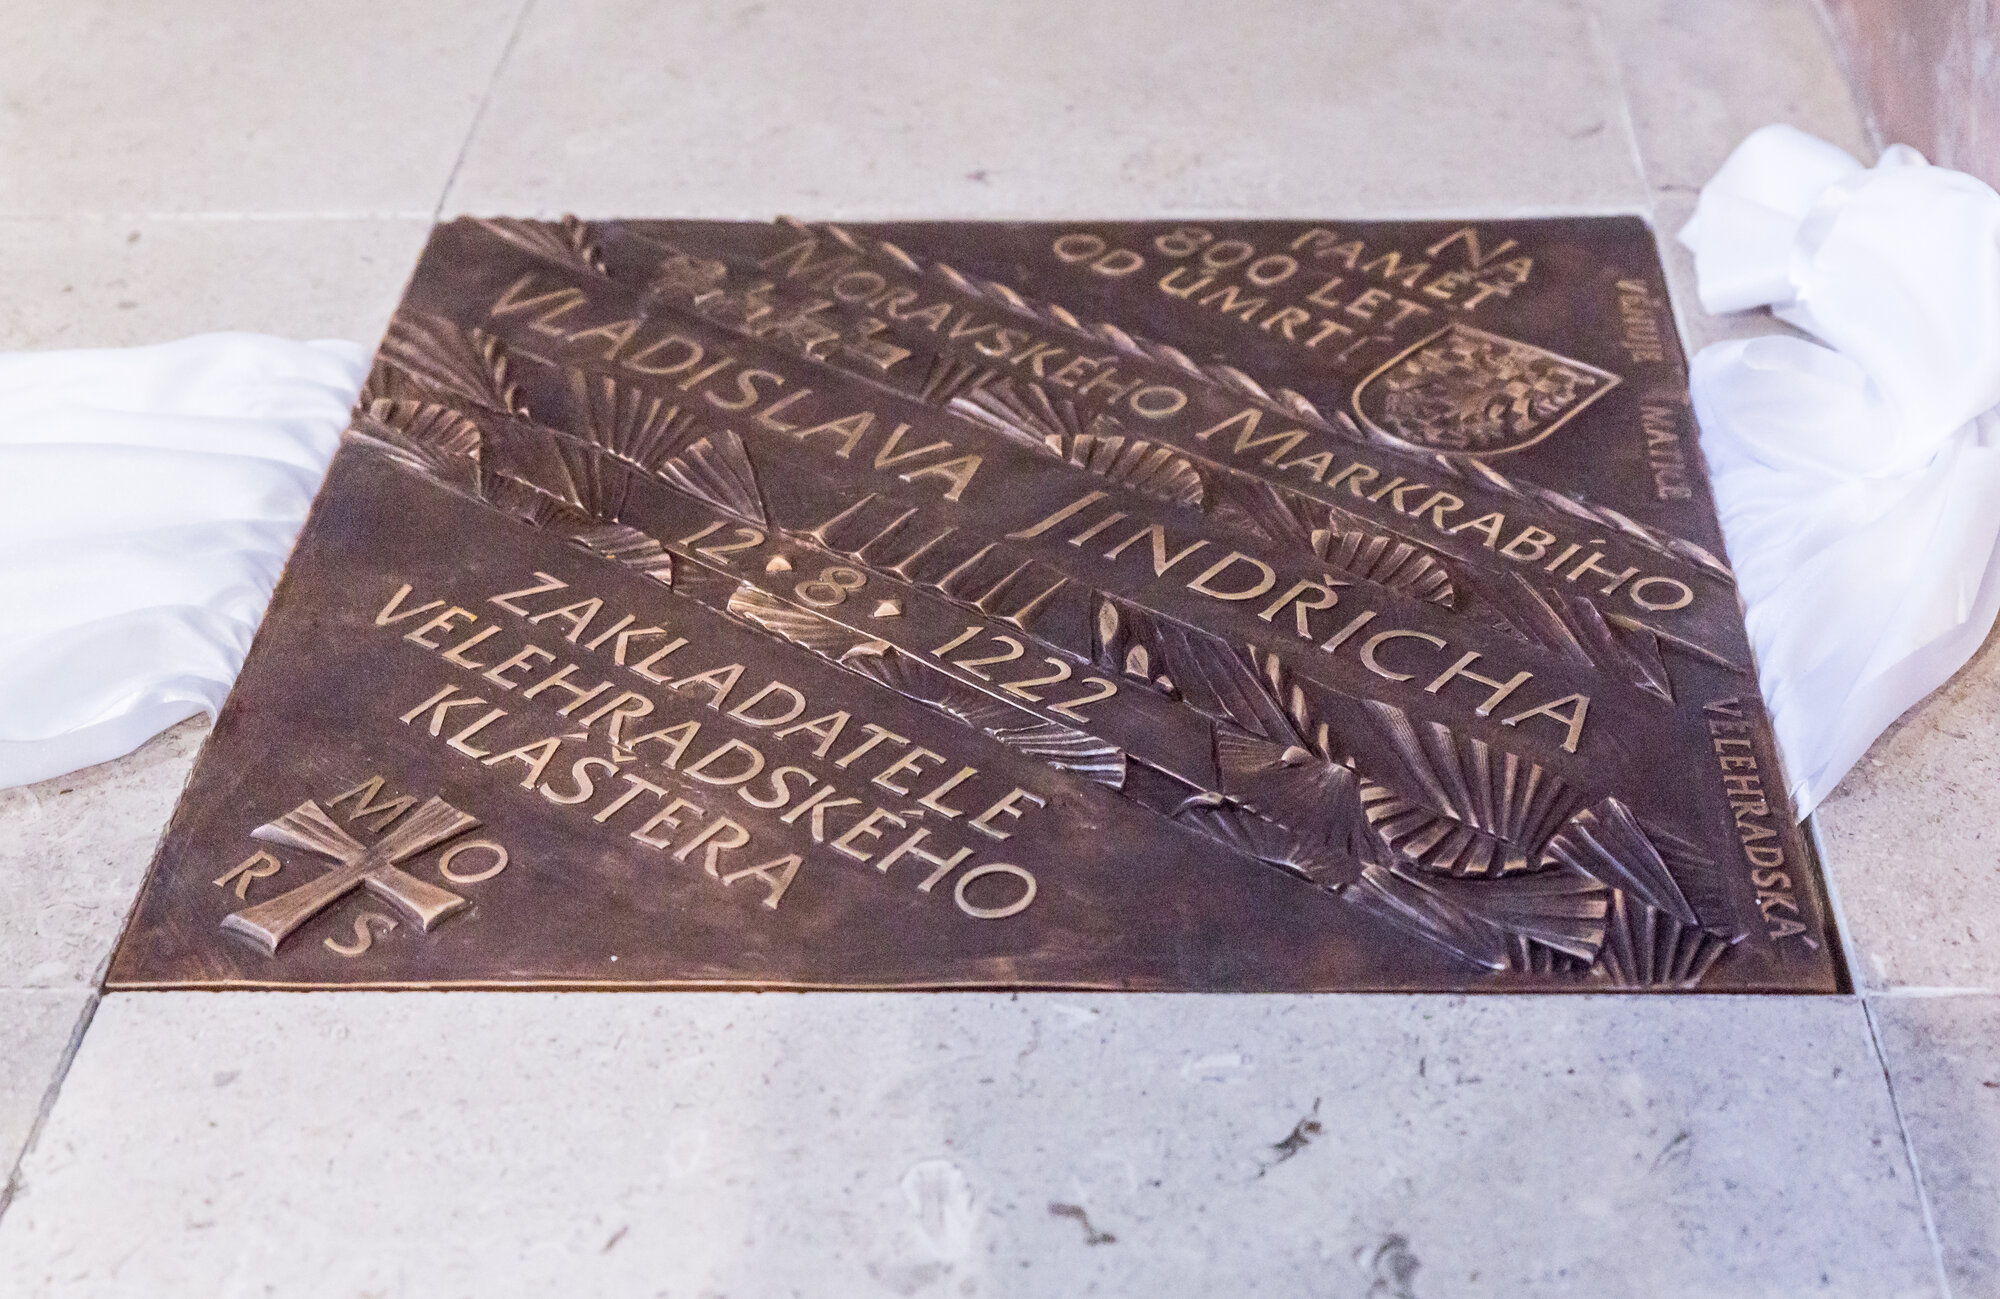 NA
PAMĚŤ
800 LET
OD ÚMRTÍ
MORAVSKÉHO MARKRABÍHO
VLADISLAVA JINDŘICHA
12. 8. 1222
ZAKLADATELE
VELEHRADSKÉHO
KLÁŠTERA
M
O
R
S
VĚNUJE MATICE VELEHRADSKÁ